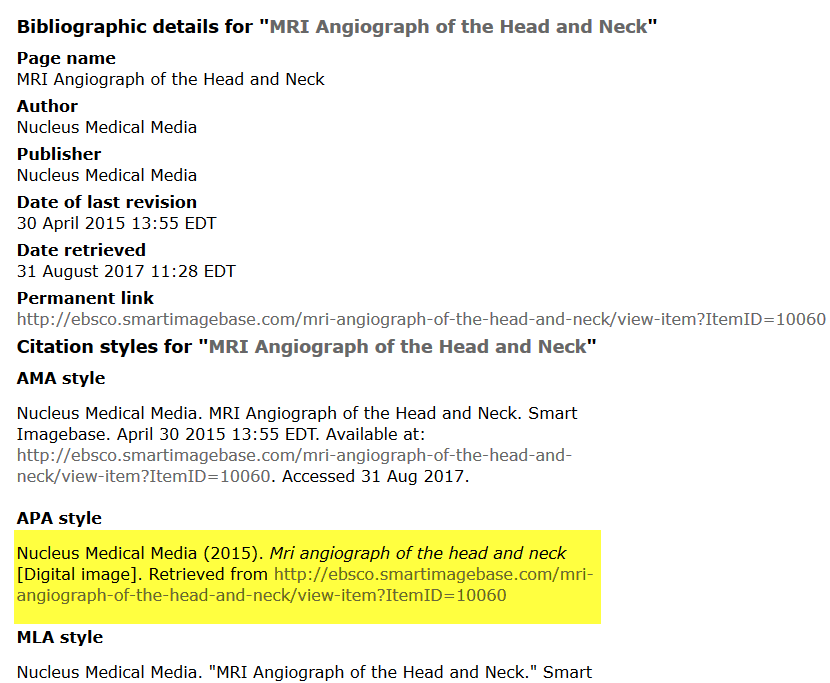 Bibliographic details for "MRI Angiograph of the Head and Neck"
Page name
MRI Angiograph of the Head and Neck
Author
Nucleus Medical Media
Publisher
Nucleus Medical Media
Date of last revision
30 April 2015 13:55 EDT
Date retrieved
31 August 2017 11:28 EDT
Permanent link
http://ebsco.smartimagebase.com/mri-angiograph-of-the-head-and-neck/view-item?ItemID=10060
Citation styles for "MRI Angiograph of the Head and Neck"
AMA style
Nucleus Medical Media. MRI Angiograph of the Head and Neck. Smart
Imagebase. April 30 2015 13:55 EDT. Available at:
http://ebsco.smartimagebase.com/mri-angiograph-of-the-head-and-
neck/view-item?ItemID=10060. Accessed 31 Aug 2017.
APA style
Nucleus Medical Media (2015). Mri angiograph of the head and neck
[Digital image]. Retrieved from http://ebsco.smartimagebase.com/mri-
angiograph-of-the-head-and-neck/view-item?ItemID=10060
MLA style
Nucleus Medical Media. "MRI Angiograph of the Head and Neck." Smart